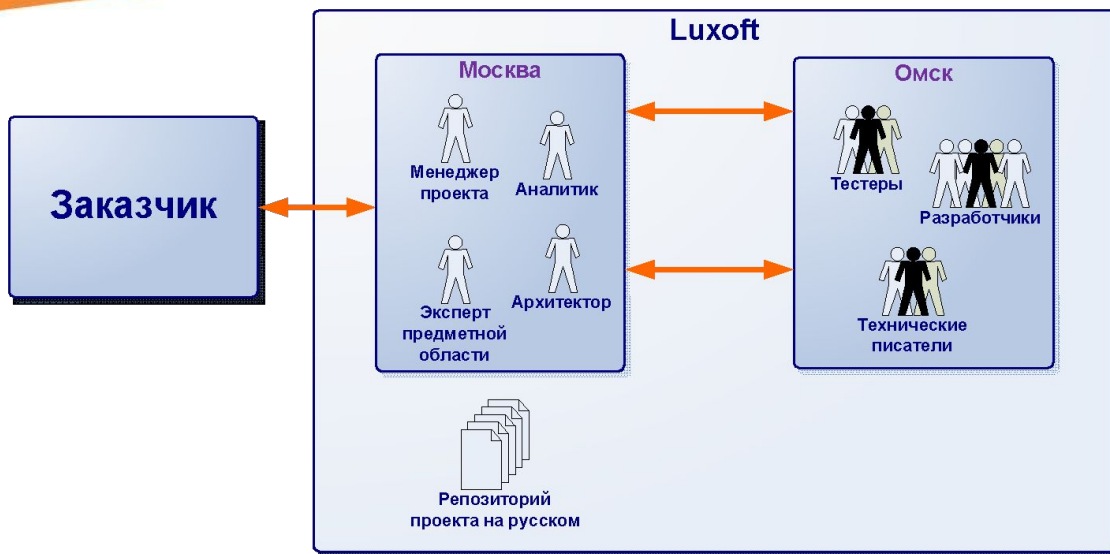 Luxoft
Москва
Омск
Заказчик
Менеджер
проекта
Аналитик
Эксперт
предметной
области
Архитектор
Тестеры
Разработчики
Технические
писатели
Репозиторий
проекта на русском